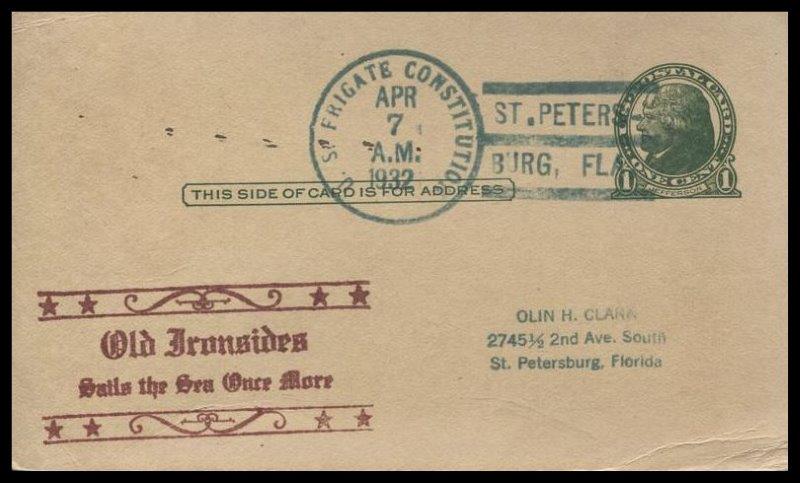 U.S. FRIGATE CONSTITUTION
APR
7
A.M.
1932
ST. PETERS
BURG, FLA
U.S. POSTAL CARD
ONE CENT
1 JEFFERSON 1
THIS SIDE OF CARD IS FOR ADDRESS
Old Ironsides
Sails the Sea Once More
OLIN H. CLARK
2745½ 2nd Ave. South
St. Petersburg, Florida